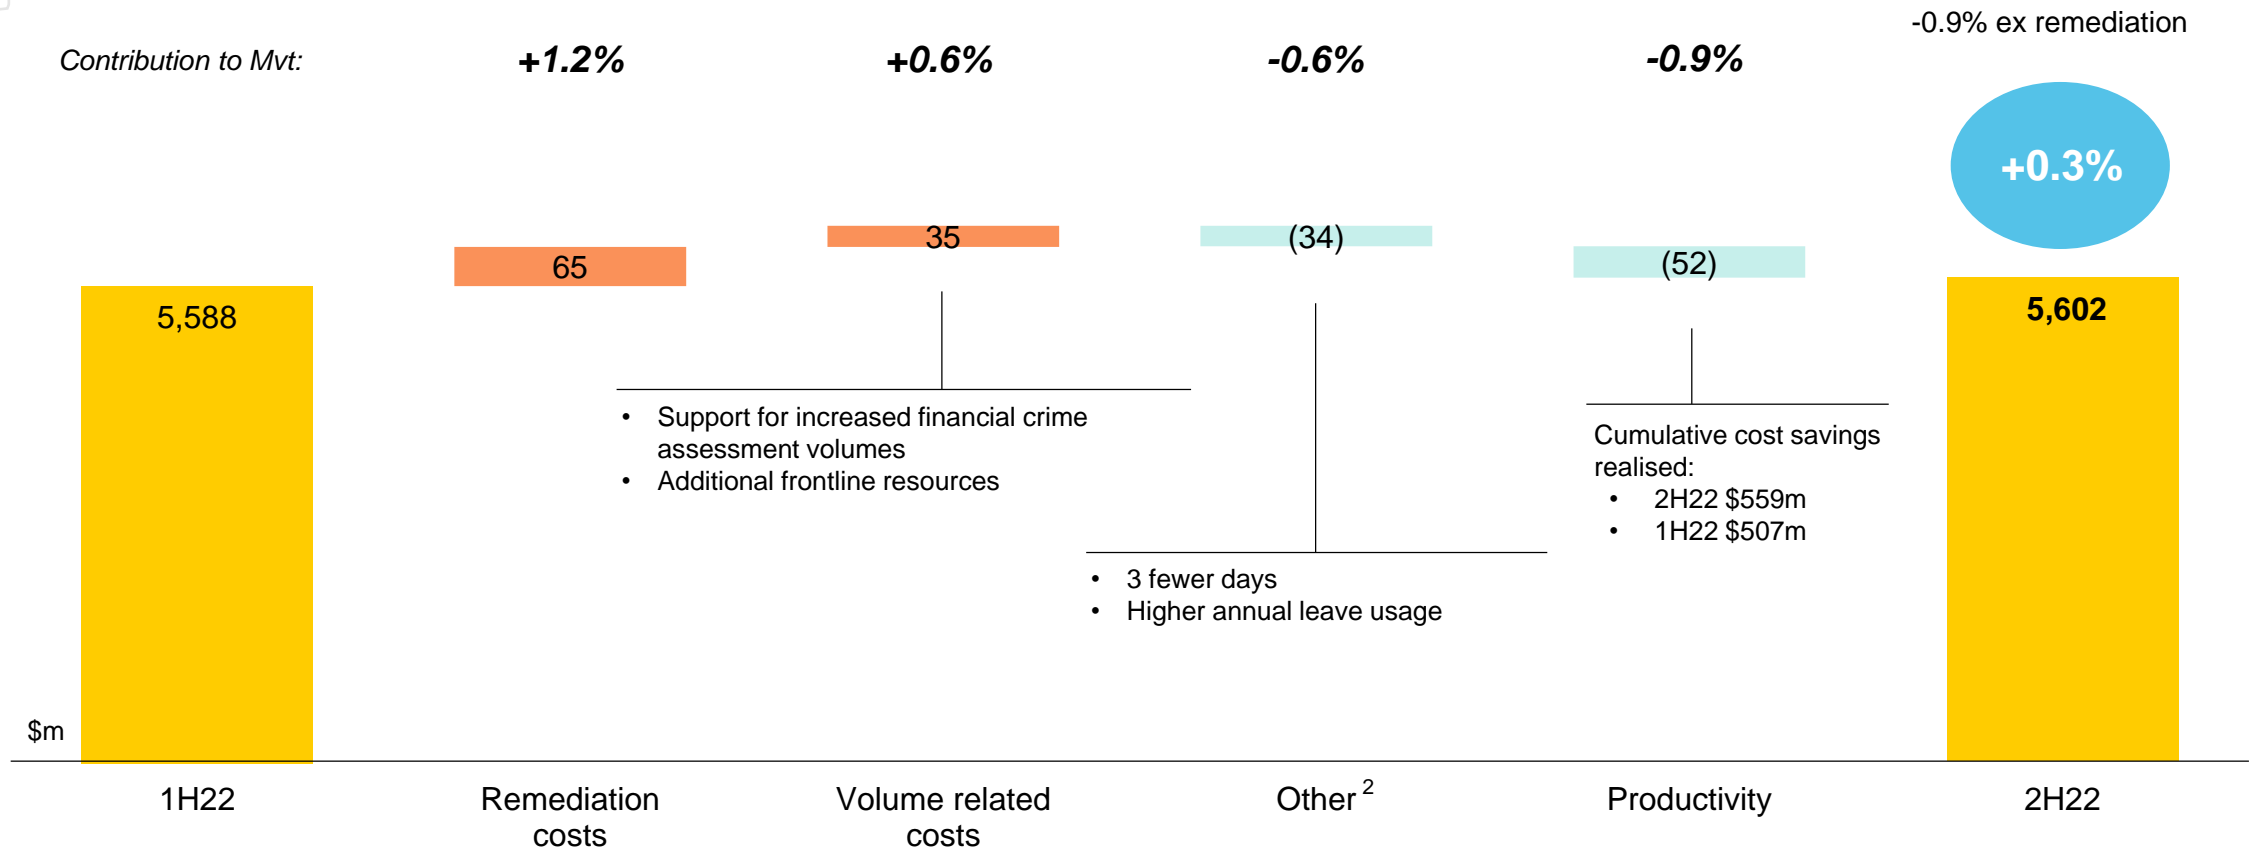 -0.9% ex remediation
Contribution to Mvt: +1.2% +0.6% -0.6% -0.9%
+0.3%
5,588
65
35
(34)
(52)
5,602
• Support for increased financial crime
assessment volumes
• Additional frontline resources
• 3 fewer days
• Higher annual leave usage
Cumulative cost savings
realised:
• 2H22 $559m
• 1H22 $507m
$m
1H22
Remediation
costs
Volume related
costs
Other 2
Productivity
2H22